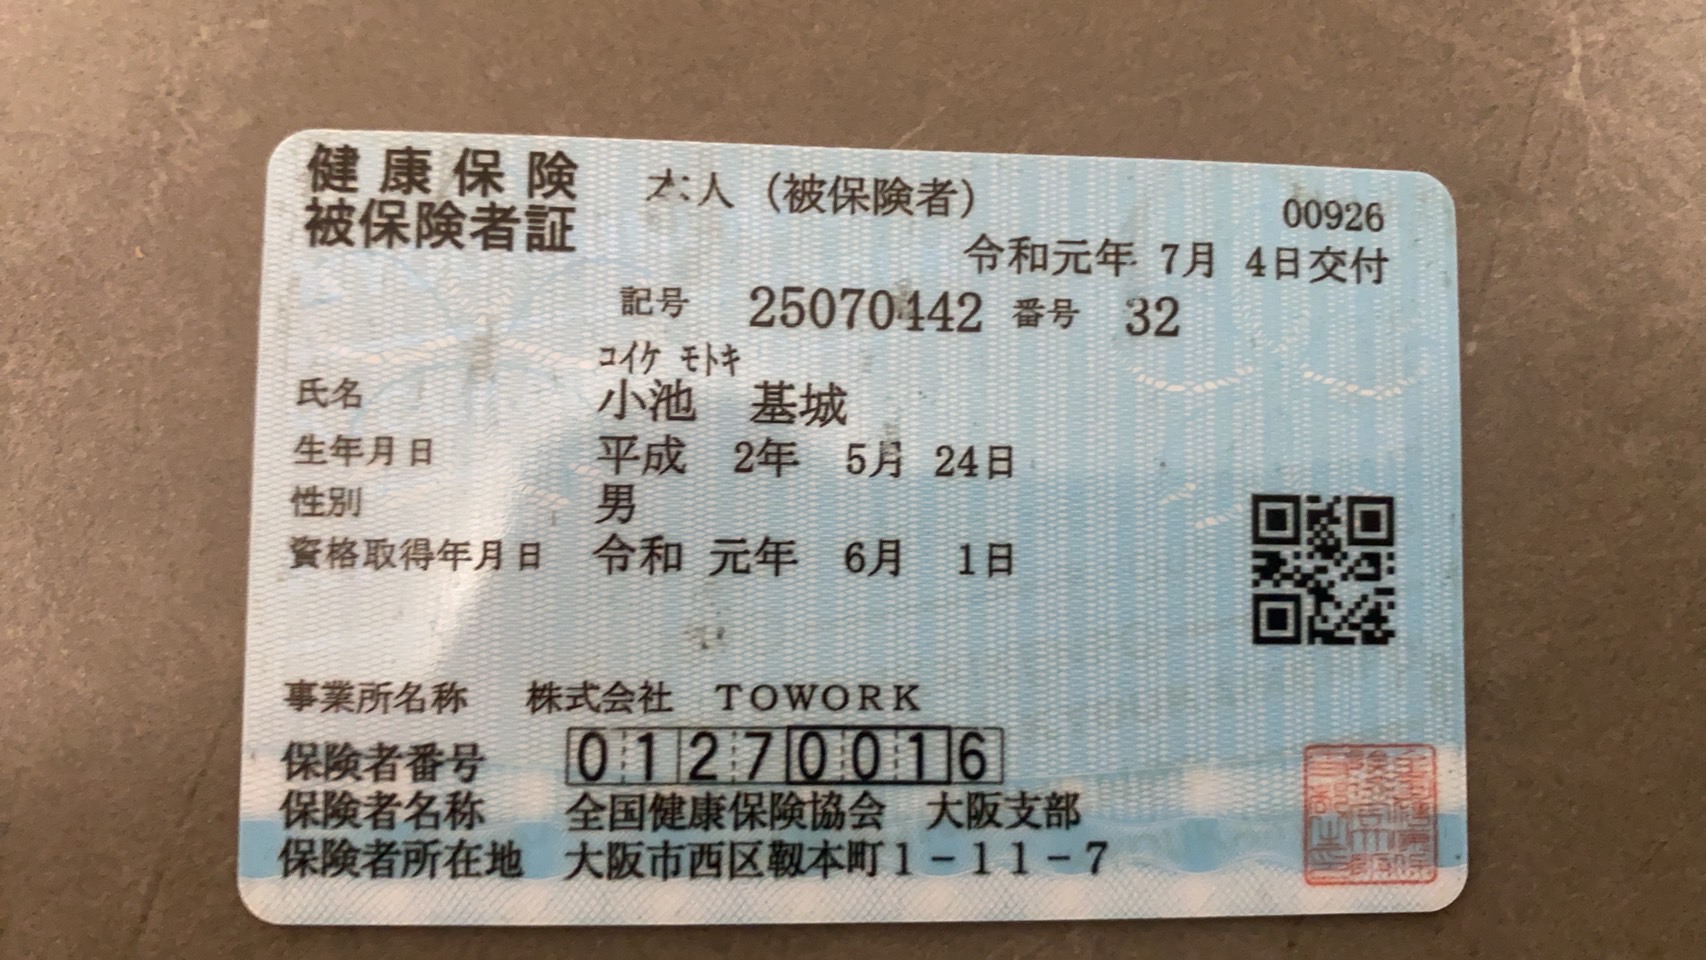 健康保険
被保険者証
本人（被保険者）
00926
令和元年 7月 4日交付
記号 25070442 番号 32
ｺｲｹ ﾓﾄｷ
氏名 小池 基城
生年月日 平成 2年 5月 24日
性別 男
資格取得年月日 令和 元年 6月 1日
事業所名称 株式会社 TOWORK
保険者番号 01270016
保険者名称 全国健康保険協会 大阪支部
保険者所在地 大阪市西区靱本町1－11－7